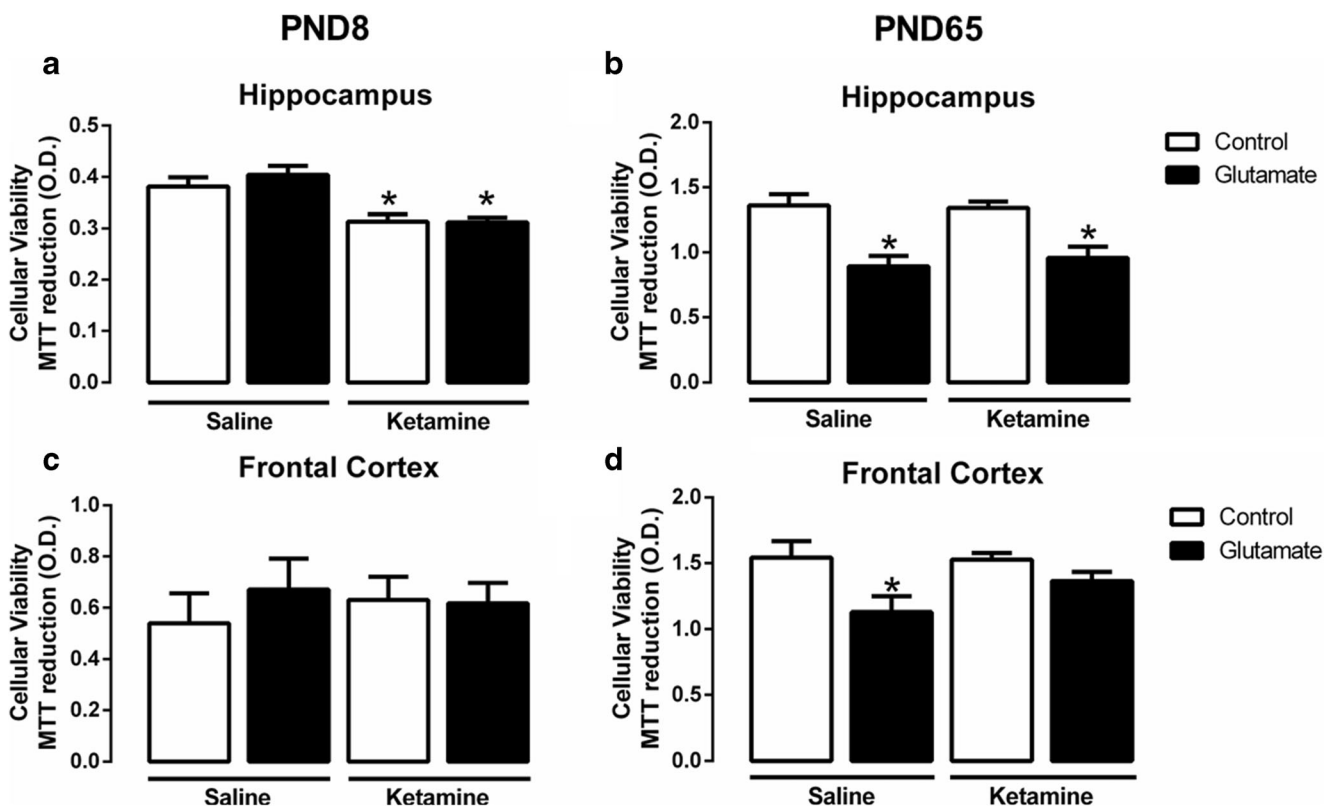 PND8
PND65
a
Hippocampus
Cellular Viability
MTT reduction (O.D.)
0.5
0.4
0.3
0.2
0.1
0.0
*
*
Saline
Ketamine
b
Hippocampus
Cellular Viability
MTT reduction (O.D.)
2.0
1.5
1.0
0.5
0.0
*
*
Saline
Ketamine
Control
Glutamate
c
Frontal Cortex
Cellular Viability
MTT reduction (O.D.)
1.0
0.8
0.6
0.4
0.2
0.0
Saline
Ketamine
d
Frontal Cortex
Cellular Viability
MTT reduction (O.D.)
2.0
1.5
1.0
0.5
0.0
*
Saline
Ketamine
Control
Glutamate